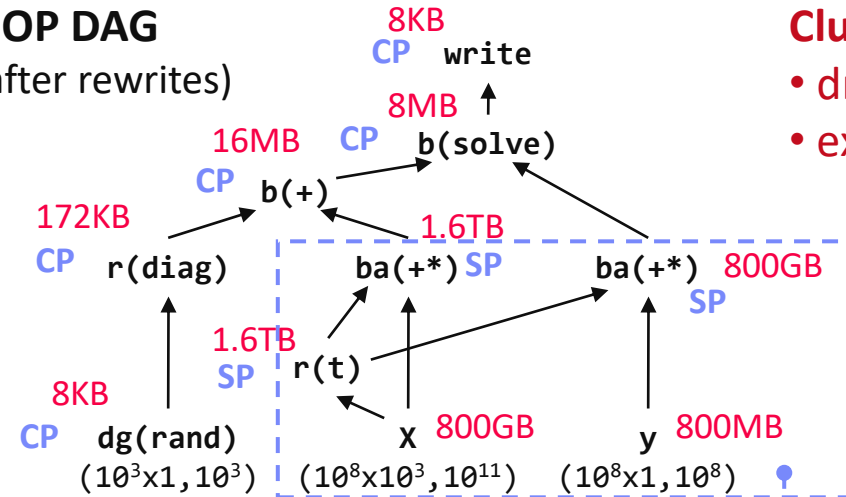 OP DAG
8KB
CP write
8MB
CP b(solve)
16MB
CP b(+)
172KB
CP r(diag)
1.6TB
ba(+*) SP
ba(+*) 800GB
SP
1.6TB
SP r(t)
8KB
CP dg(rand)
X 800GB
y 800MB
(10³x1,10³) (10⁸x10³,10¹¹) (10⁸x1,10⁸)
after rewrites)
Clu
• dr
• ex